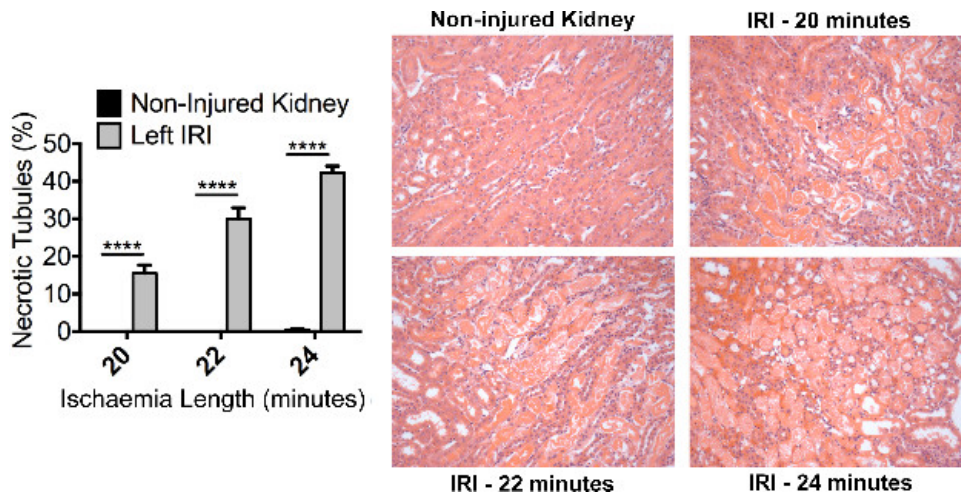 Non-injured Kidney
IRI - 20 minutes
Non-Injured Kidney
Left IRI
Necrotic Tubules (%)
50
40
30
20
10
0
****
****
****
20
22
24
Ischaemia Length (minutes)
IRI - 22 minutes
IRI - 24 minutes